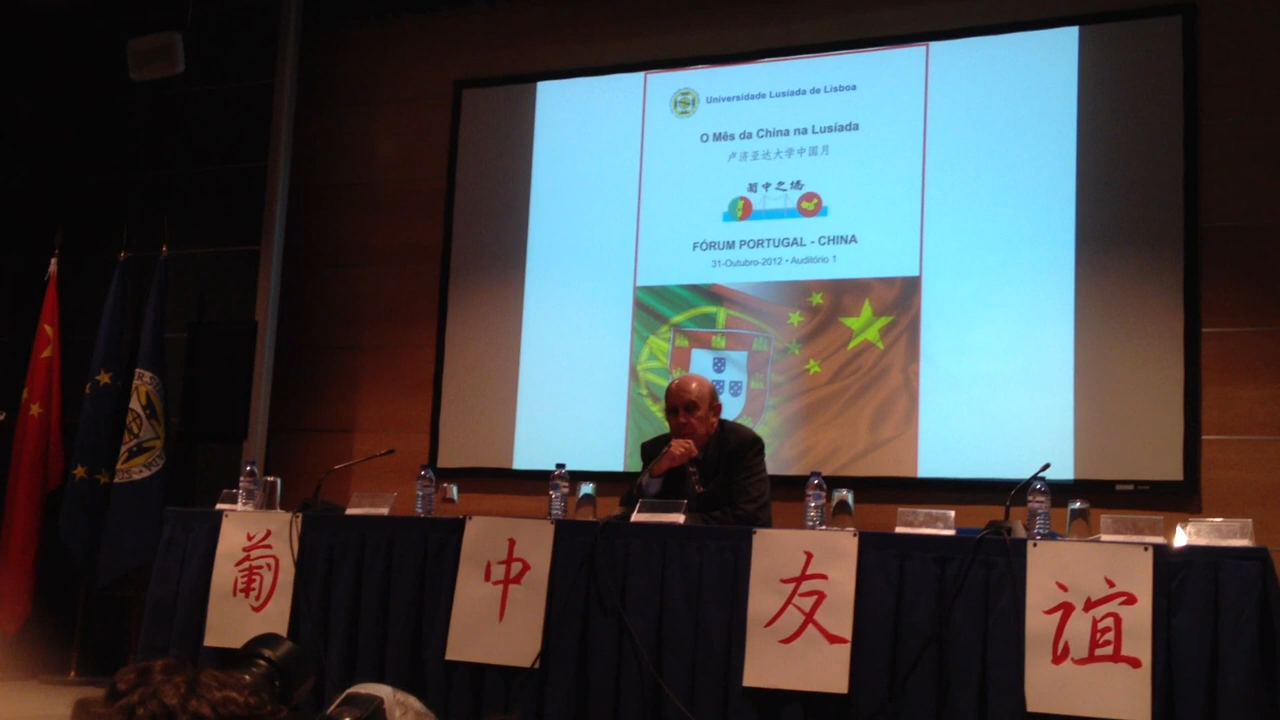 Universidade Lusíada de Lisboa
O Mês da China na Lusíada
卢济亚达大学中国月
葡中之桥
FÓRUM PORTUGAL - CHINA
31-Outubro-2012 • Auditório 1
葡 中 友 谊